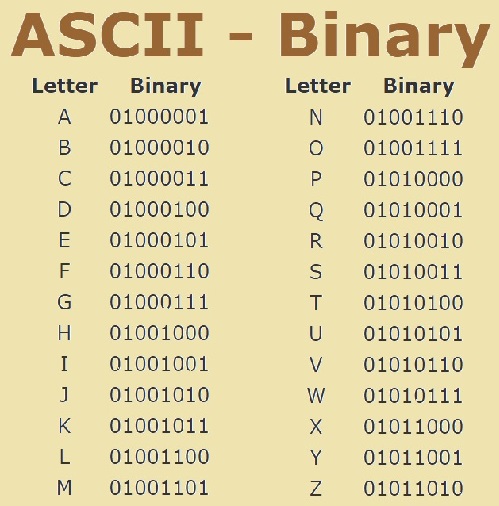 ASCII - Binary
Letter Binary Letter Binary
A 01000001 N 01001110
B 01000010 O 01001111
C 01000011 P 01010000
D 01000100 Q 01010001
E 01000101 R 01010010
F 01000110 S 01010011
G 01000111 T 01010100
H 01001000 U 01010101
I 01001001 V 01010110
J 01001010 W 01010111
K 01001011 X 01011000
L 01001100 Y 01011001
M 01001101 Z 01011010